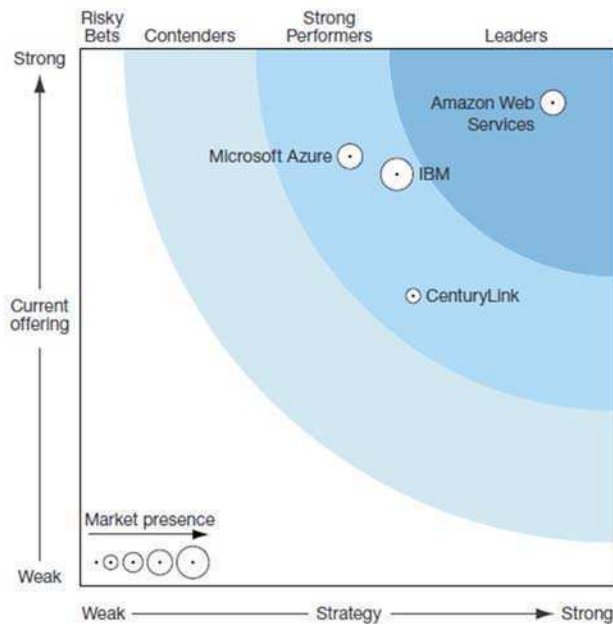 Risky
Bets
Contenders
Strong
Performers
Leaders
Strong
Amazon Web
Services
Microsoft Azure
IBM
CenturyLink
Current
offering
Market presence
Weak
Weak
Strategy
Strong